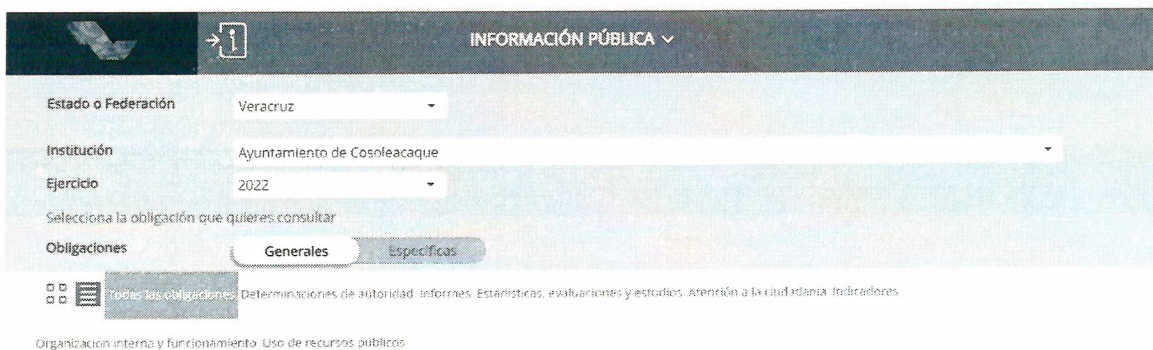 INFORMACIÓN PÚBLICA
Estado o Federación Veracruz
Institución Ayuntamiento de Cosoleacaque
Ejercicio 2022
Selecciona la obligación que quieres consultar
Obligaciones Generales Específicas
Todas las obligaciones Determinaciones de autoridad Informes Estadísticas, evaluaciones y estudios Atención a la ciudadanía Indicadores
Organización interna y funcionamiento Uso de recursos públicos